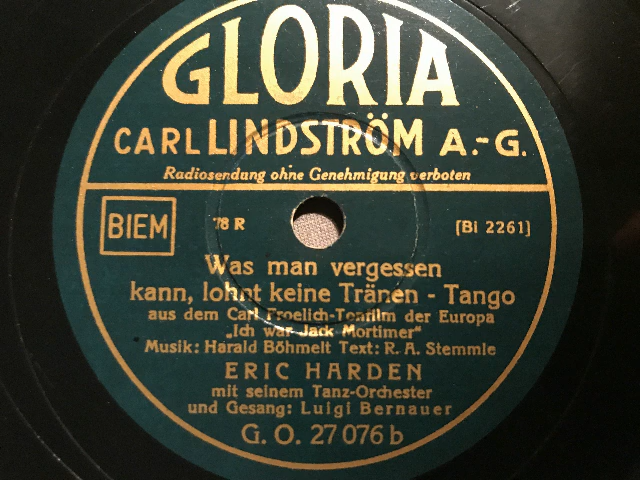 GLORIA
CARL LINDSTRÖM A.-G.
Radiosendung ohne Genehmigung verboten
BIEM 78 R [Bi 2261]
Was man vergessen
kann, lohnt keine Tränen - Tango
aus dem Carl Froelich-Tonfilm der Europa
„Ich war Jack Mortimer“
Musik: Harald Böhmelt Text: R. A. Stemmle
ERIC HARDEN
mit seinem Tanz-Orchester
und Gesang: Luigi Bernauer
G. O. 27 076 b